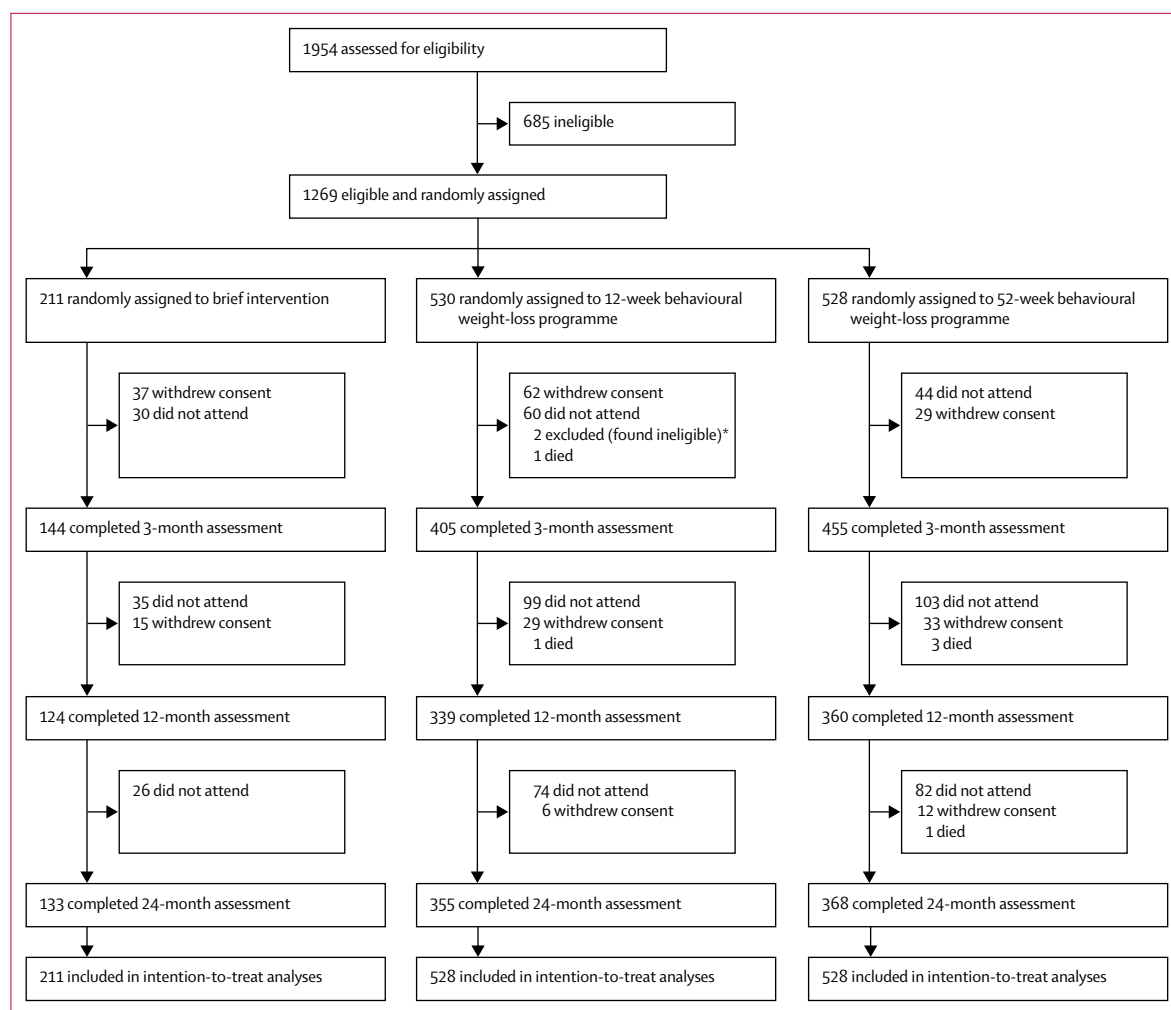 1954 assessed for eligibility
685 ineligible
1269 eligible and randomly assigned
211 randomly assigned to brief intervention
530 randomly assigned to 12-week behavioural
weight-loss programme
528 randomly assigned to 52-week behavioural
weight-loss programme
37 withdrew consent
30 did not attend
62 withdrew consent
60 did not attend
2 excluded (found ineligible)*
1 died
44 did not attend
29 withdrew consent
144 completed 3-month assessment
405 completed 3-month assessment
455 completed 3-month assessment
35 did not attend
15 withdrew consent
99 did not attend
29 withdrew consent
1 died
103 did not attend
33 withdrew consent
3 died
124 completed 12-month assessment
339 completed 12-month assessment
360 completed 12-month assessment
26 did not attend
74 did not attend
6 withdrew consent
82 did not attend
12 withdrew consent
1 died
133 completed 24-month assessment
355 completed 24-month assessment
368 completed 24-month assessment
211 included in intention-to-treat analyses
528 included in intention-to-treat analyses
528 included in intention-to-treat analyses